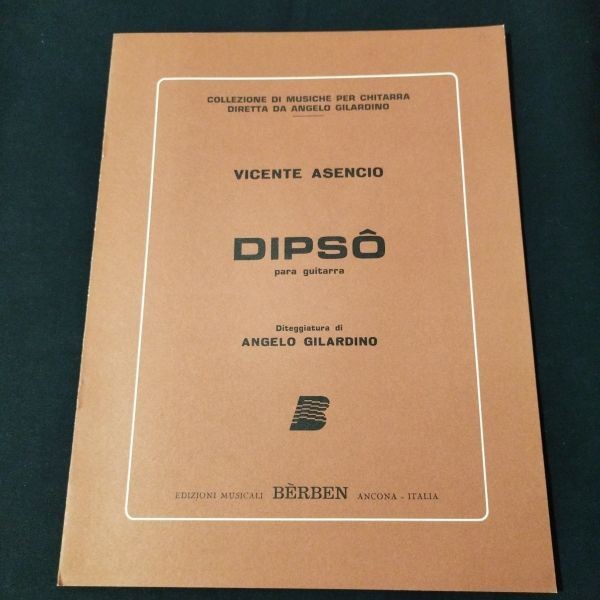 COLLEZIONE DI MUSICHE PER CHITARRA
DIRETTA DA ANGELO GILARDINO
VICENTE ASENCIO
DIPSÔ
para guitarra
Diteggiatura di
ANGELO GILARDINO
B
EDIZIONI MUSICALI BÈRBEN ANCONA - ITALIA